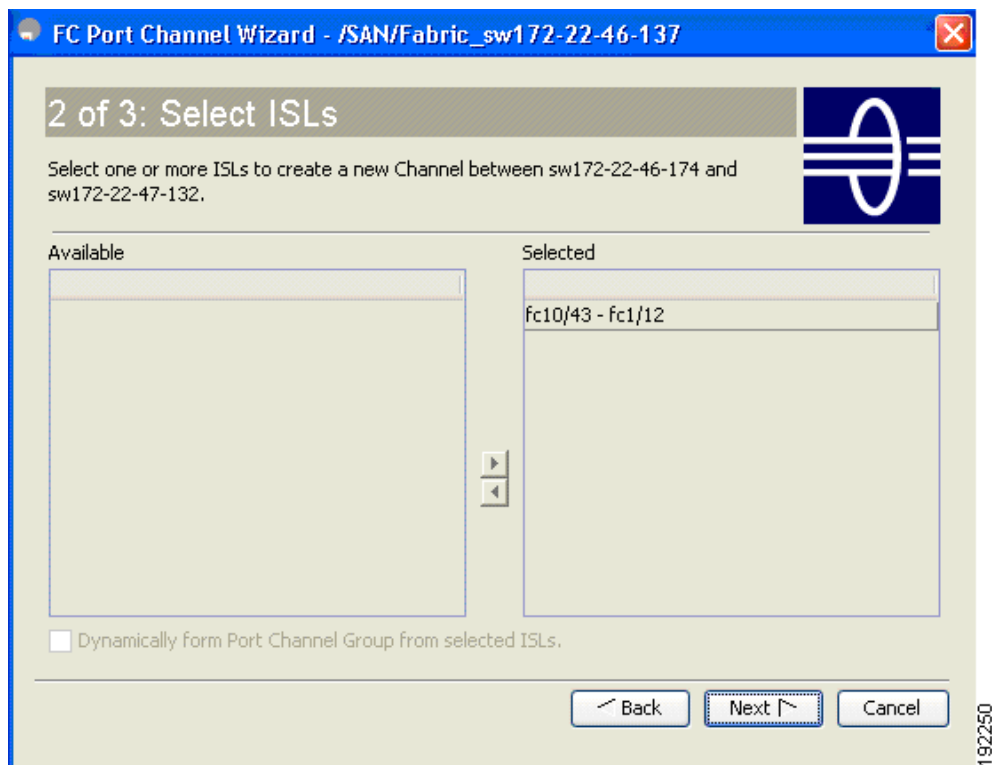 FC Port Channel Wizard - /SAN/Fabric_sw172-22-46-137
2 of 3: Select ISLs
Select one or more ISLs to create a new Channel between sw172-22-46-174 and
sw172-22-47-132.
Available
Selected
fc10/43 - fc1/12
Dynamically form Port Channel Group from selected ISLs.
Back
Next
Cancel
192250